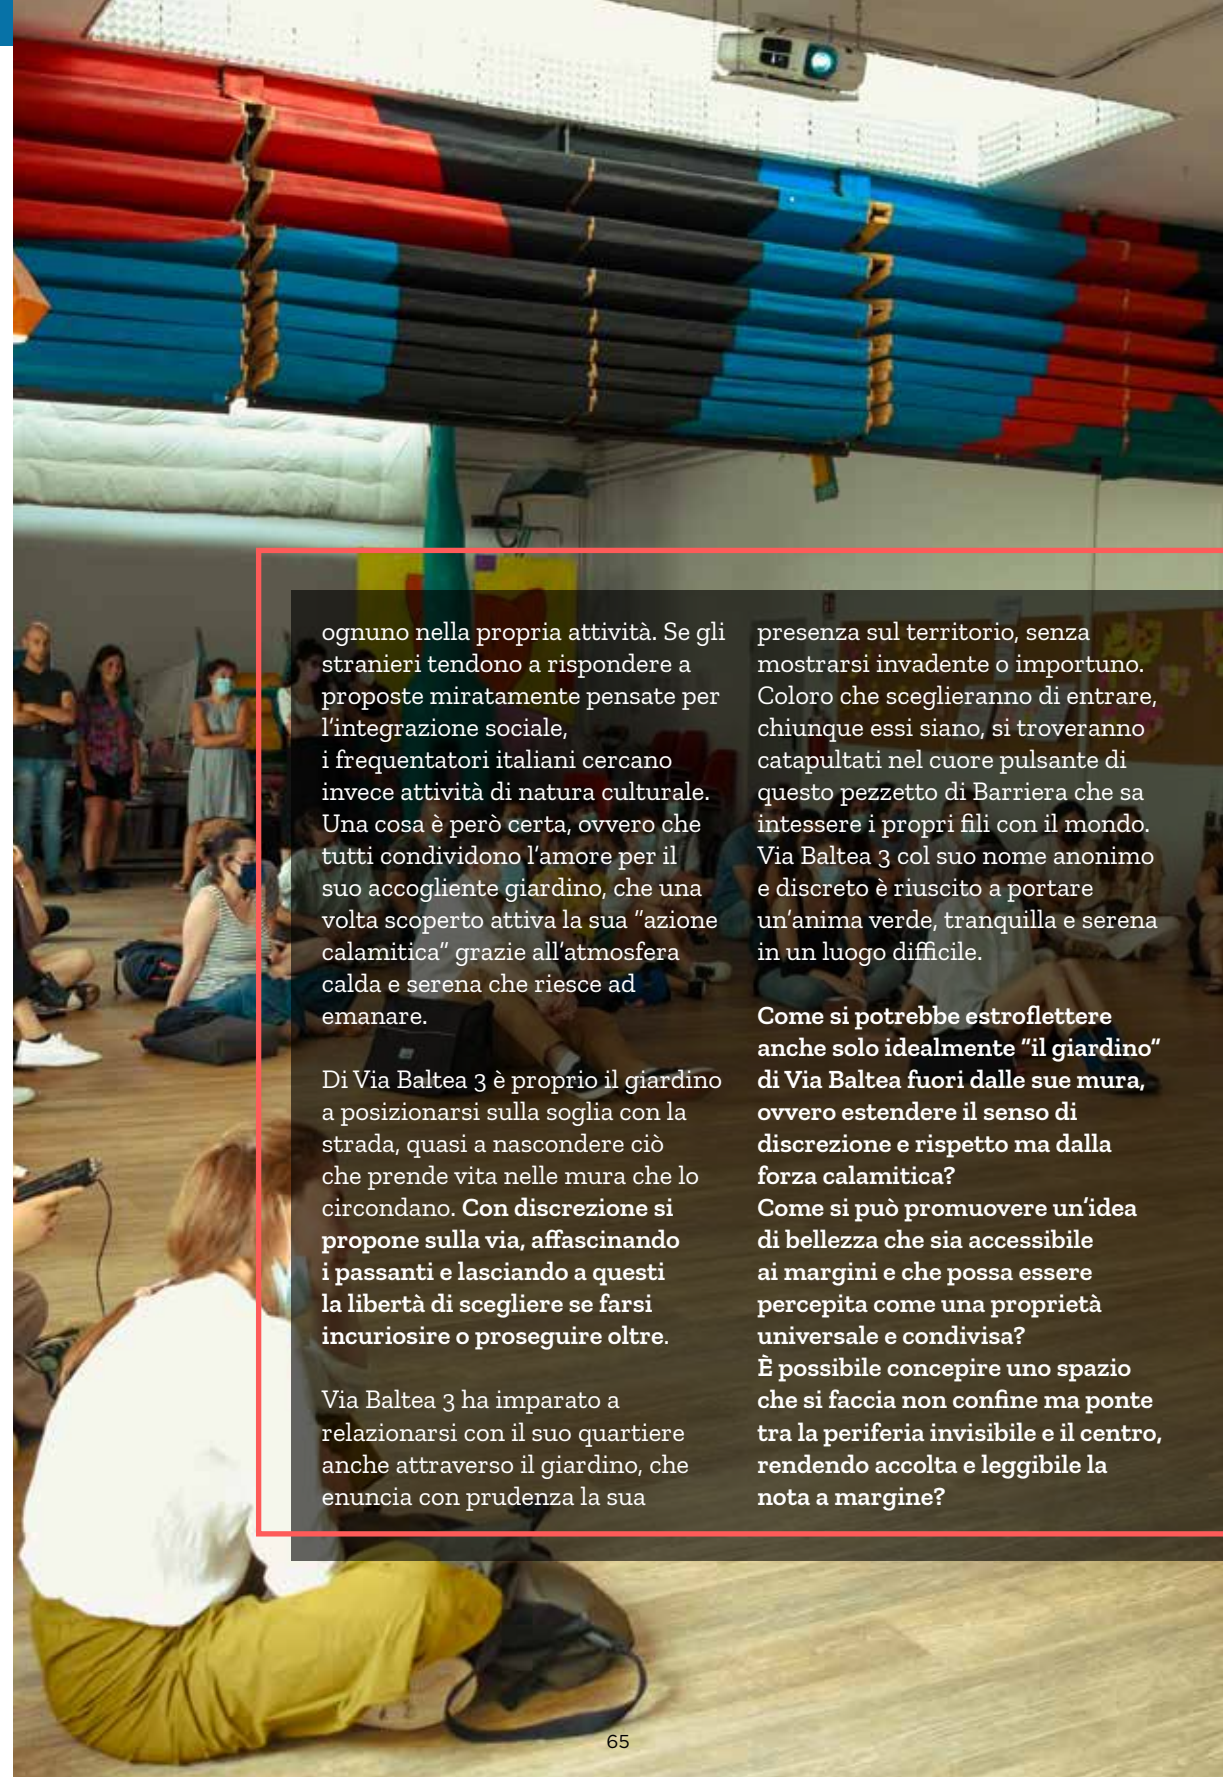 ognuno nella propria attività. Se gli
stranieri tendono a rispondere a
proposte miratamente pensate per
l'integrazione sociale,
i frequentatori italiani cercano
invece attività di natura culturale.
Una cosa è però certa, ovvero che
tutti condividono l'amore per il
suo accogliente giardino, che una
volta scoperto attiva la sua "azione
calamitica" grazie all'atmosfera
calda e serena che riesce ad
emanare.
Di Via Baltea 3 è proprio il giardino
a posizionarsi sulla soglia con la
strada, quasi a nascondere ciò
che prende vita nelle mura che lo
circondano. Con discrezione si
propone sulla via, affascinando
i passanti e lasciando a questi
la libertà di scegliere se farsi
incuriosire o proseguire oltre.
Via Baltea 3 ha imparato a
relazionarsi con il suo quartiere
anche attraverso il giardino, che
enuncia con prudenza la sua
presenza sul territorio, senza
mostrarsi invadente o importuno.
Coloro che sceglieranno di entrare,
chiunque essi siano, si troveranno
catapultati nel cuore pulsante di
questo pezzetto di Barriera che sa
intessere i propri fili con il mondo.
Via Baltea 3 col suo nome anonimo
e discreto è riuscito a portare
un'anima verde, tranquilla e serena
in un luogo difficile.
Come si potrebbe estroflettere
anche solo idealmente "il giardino"
di Via Baltea fuori dalle sue mura,
ovvero estendere il senso di
discrezione e rispetto ma dalla
forza calamitica?
Come si può promuovere un'idea
di bellezza che sia accessibile
ai margini e che possa essere
percepita come una proprietà
universale e condivisa?
È possibile concepire uno spazio
che si faccia non confine ma ponte
tra la periferia invisibile e il centro,
rendendo accolta e leggibile la
nota a margine?
65